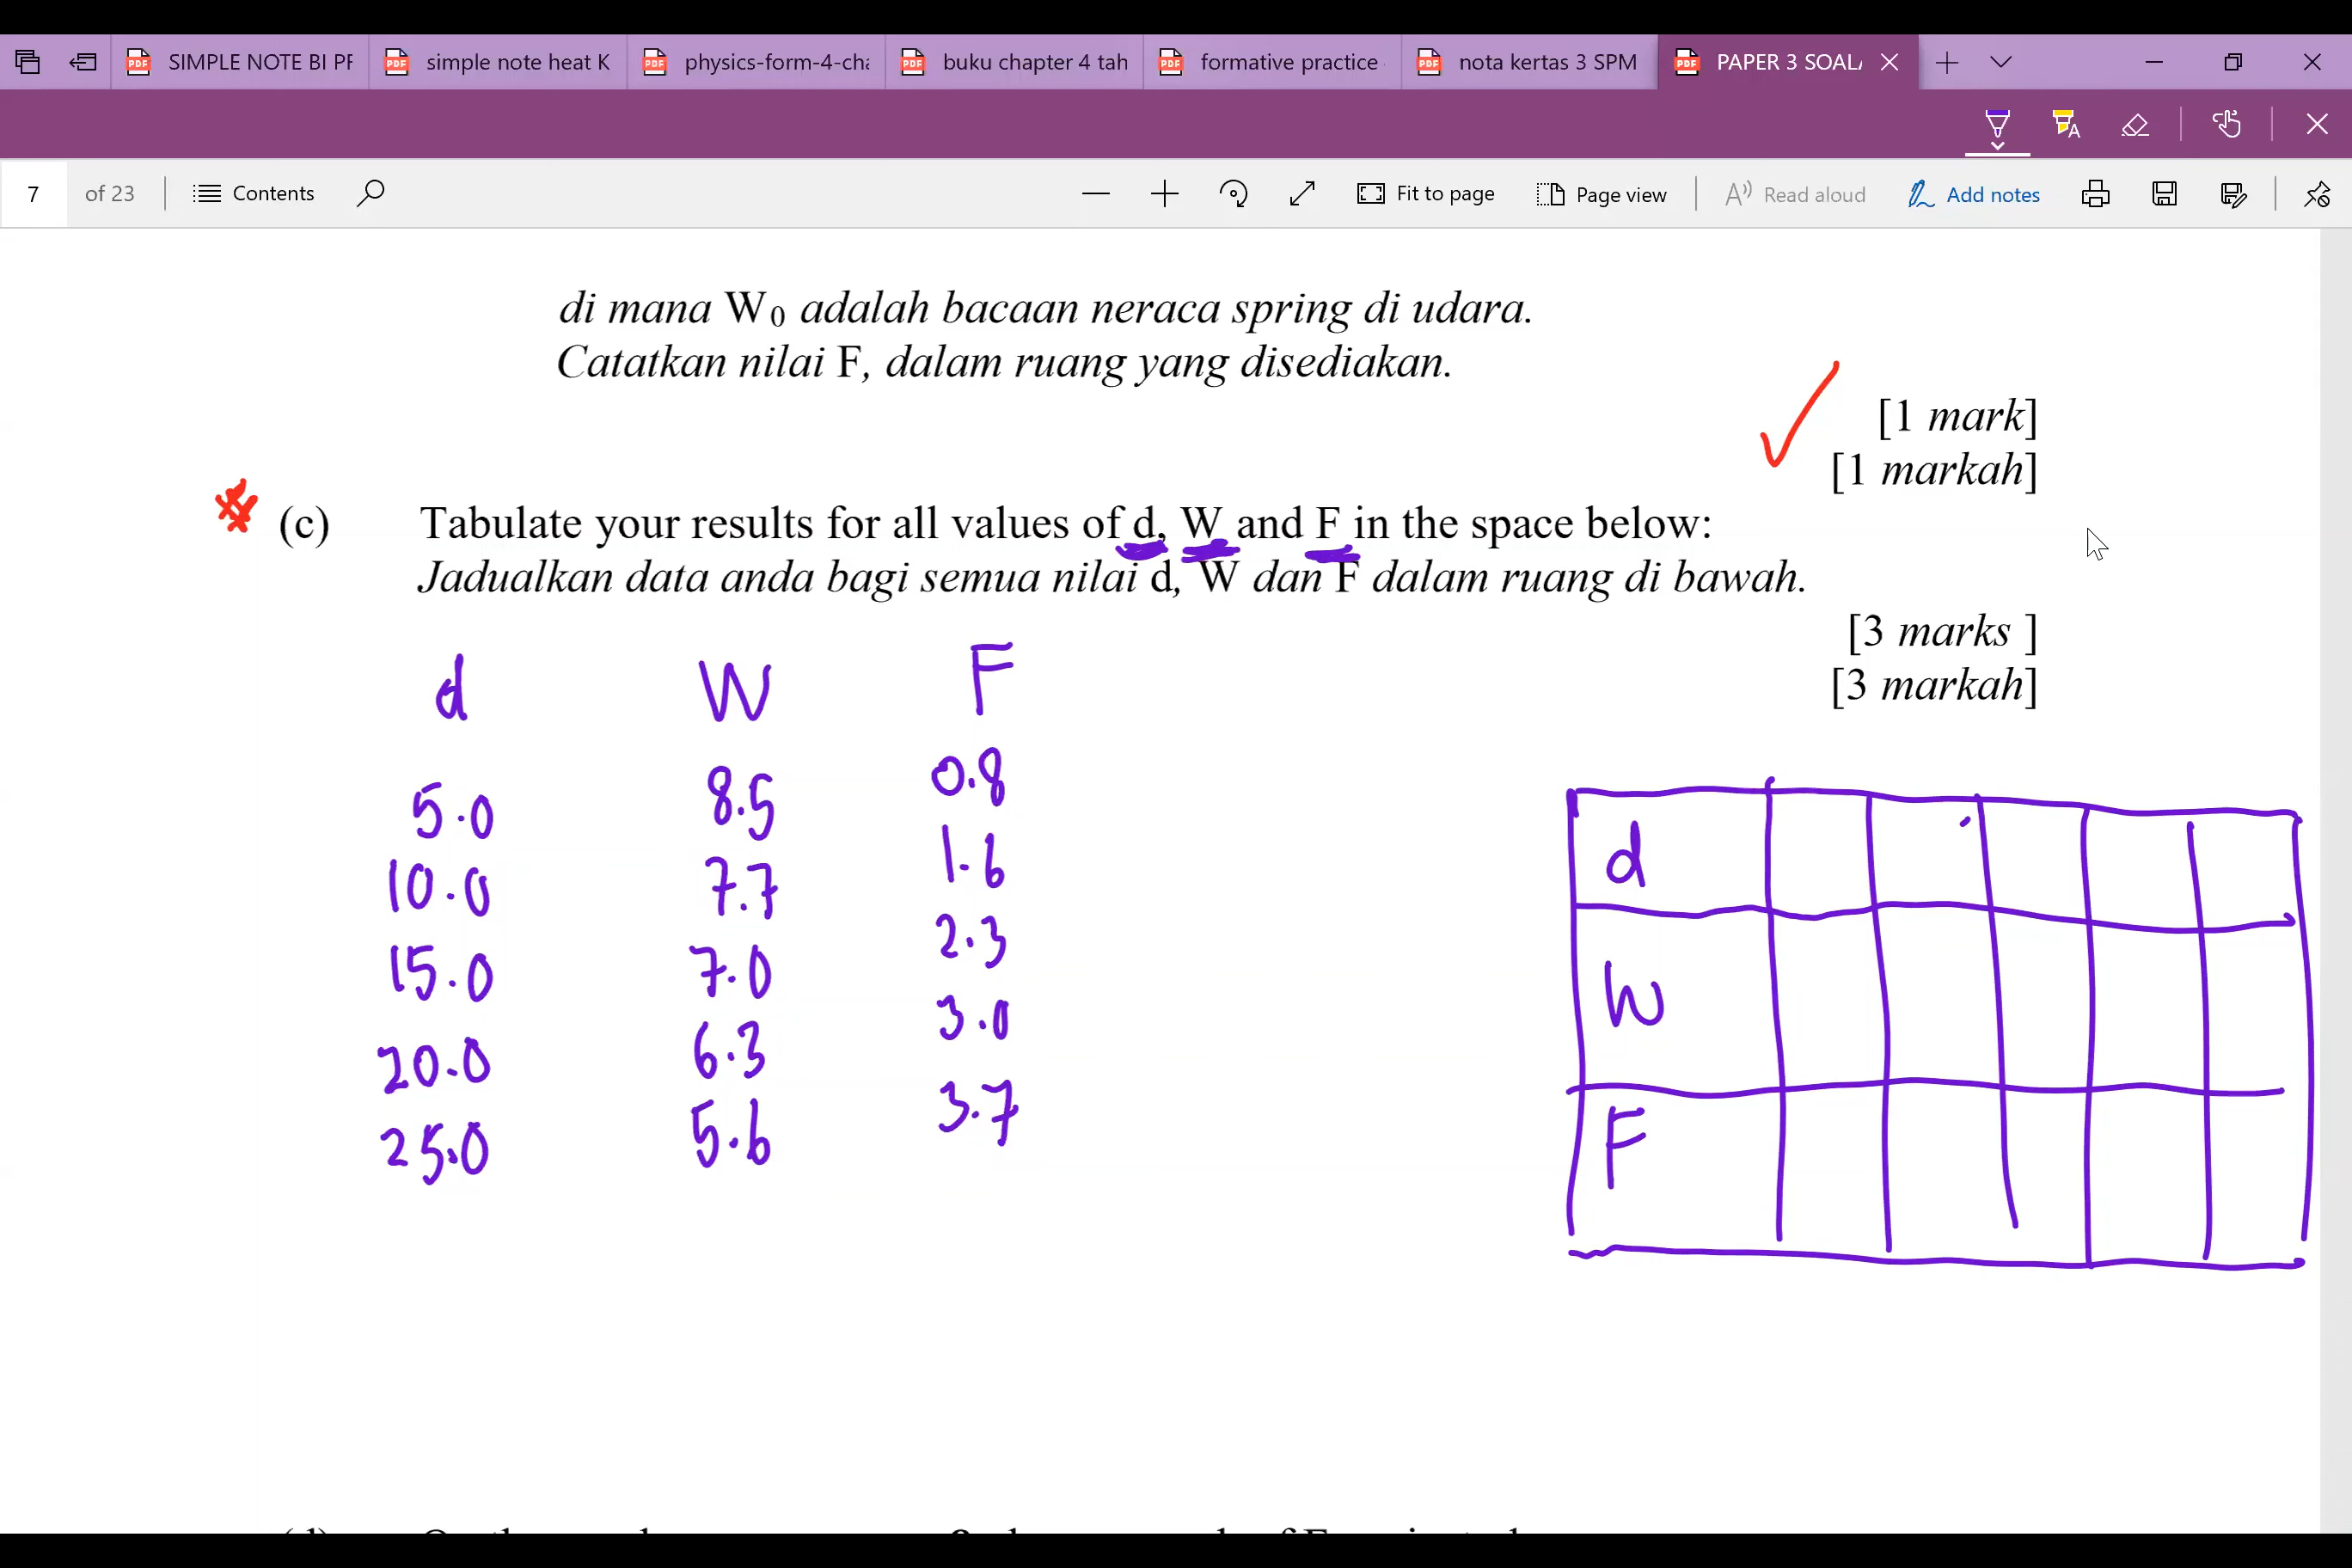 SIMPLE NOTE BI PF simple note heat K physics-form-4-cha buku chapter 4 tah formative practice nota kertas 3 SPM PAPER 3 SOAL
7 of 23 Contents Fit to page Page view Read aloud Add notes
di mana W₀ adalah bacaan neraca spring di udara.
Catatkan nilai F, dalam ruang yang disediakan.
[1 mark]
[1 markah]
(c) Tabulate your results for all values of d, W and F in the space below:
Jadualkan data anda bagi semua nilai d, W dan F dalam ruang di bawah.
[3 marks ]
[3 markah]
d W F
5.0 8.5 0.8
10.0 7.7 1.6
15.0 7.0 2.3
20.0 6.3 3.0
25.0 5.6 3.7
d
W
F